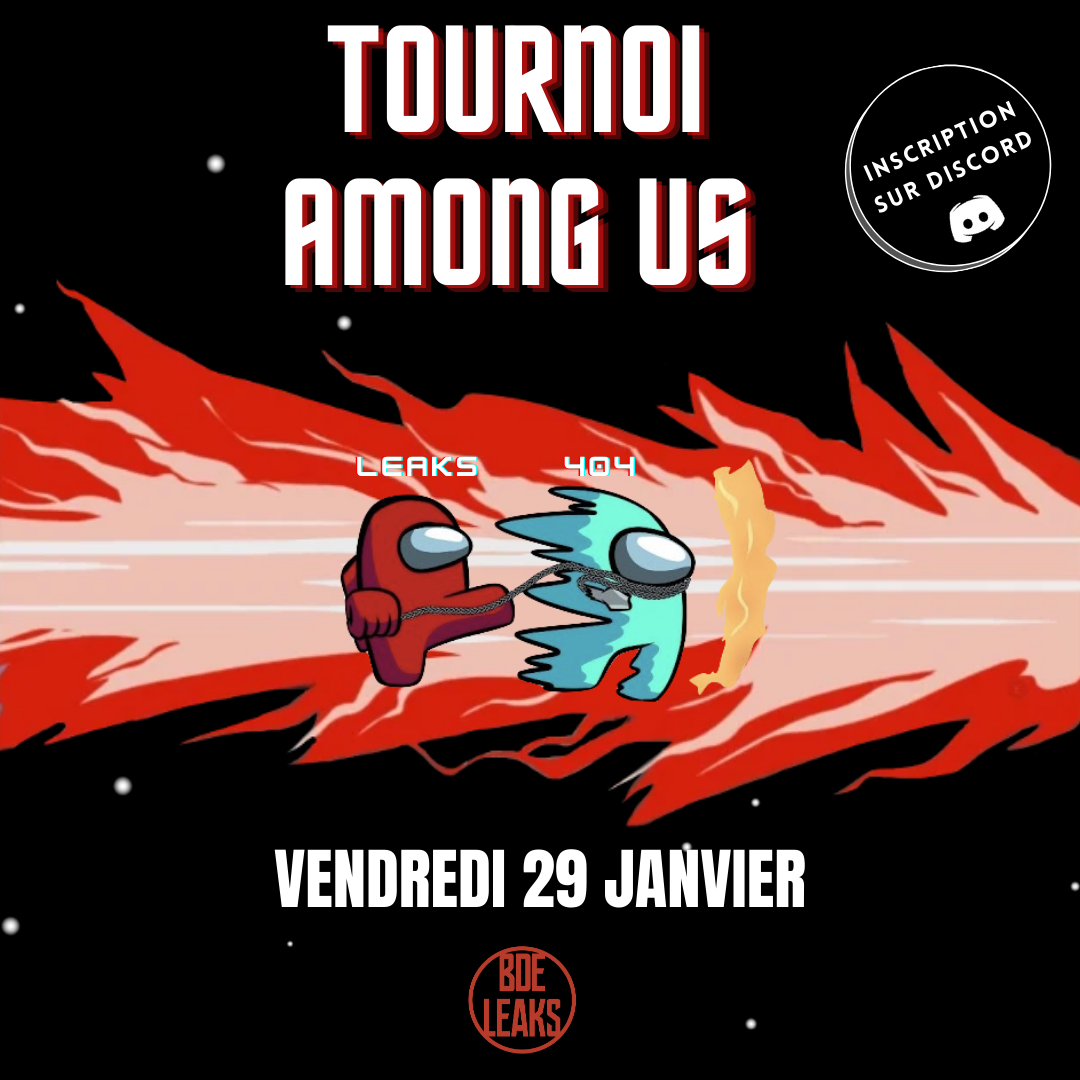 TOURNOI
AMONG US
INSCRIPTION
SUR DISCORD
LEAKS
404
VENDREDI 29 JANVIER
BDE
LEAKS